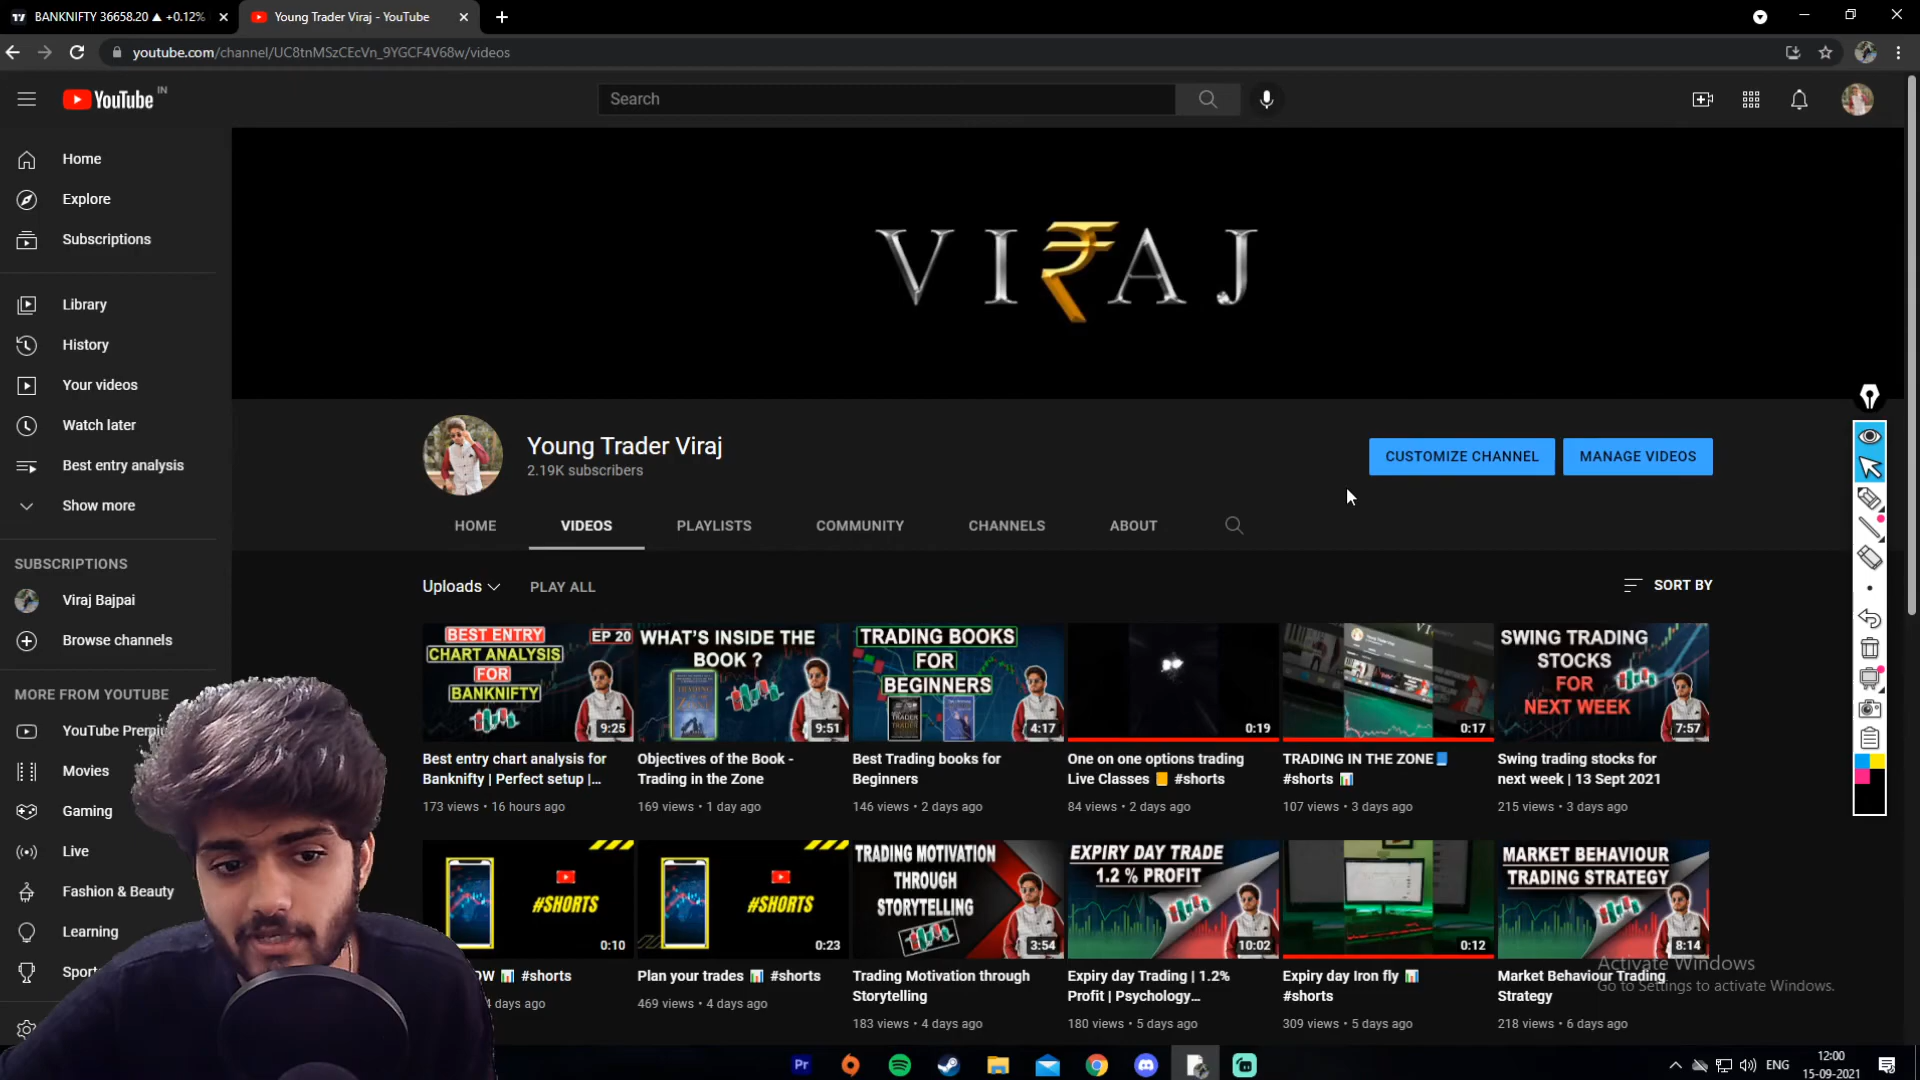 BANKNIFTY 36658.20 ▲ +0.12%
Young Trader Viraj - YouTube
youtube.com/channel/UC8tnMSzCEcVn_9YGCF4V68w/videos
YouTube IN
Search
Home
Explore
Subscriptions
Library
History
Your videos
Watch later
Best entry analysis
Show more
SUBSCRIPTIONS
Viraj Bajpai
Browse channels
MORE FROM YOUTUBE
YouTube
Movies
Gaming
Live
Fashion & Beauty
Learning
VI₹AJ
Young Trader Viraj
2.19K subscribers
CUSTOMIZE CHANNEL
MANAGE VIDEOS
HOME
VIDEOS
PLAYLISTS
COMMUNITY
CHANNELS
ABOUT
Uploads
PLAY ALL
SORT BY
BEST ENTRY
EP 20
CHART ANALYSIS
FOR
BANKNIFTY
9:25
Best entry chart analysis for
Banknifty | Perfect setup |...
173 views • 16 hours ago
WHAT'S INSIDE THE
BOOK ?
9:51
Objectives of the Book -
Trading in the Zone
169 views • 1 day ago
TRADING BOOKS
FOR
BEGINNERS
4:17
Best Trading books for
Beginners
146 views • 2 days ago
0:19
One on one options trading
Live Classes 📒 #shorts
84 views • 2 days ago
0:17
TRADING IN THE ZONE📘
#shorts 📊
107 views • 3 days ago
SWING TRADING
STOCKS
FOR
NEXT WEEK
7:57
Swing trading stocks for
next week | 13 Sept 2021
215 views • 3 days ago
#SHORTS
0:10
📊 #shorts
4 days ago
#SHORTS
0:23
Plan your trades 📊 #shorts
469 views • 4 days ago
TRADING MOTIVATION
THROUGH
STORYTELLING
3:54
Trading Motivation through
Storytelling
183 views • 4 days ago
EXPIRY DAY TRADE
1.2 % PROFIT
10:02
Expiry day Trading | 1.2%
Profit | Psychology...
180 views • 5 days ago
0:12
Expiry day Iron fly 📊
#shorts
309 views • 5 days ago
MARKET BEHAVIOUR
TRADING STRATEGY
8:14
Market Behaviour Trading
Strategy
218 views • 6 days ago
Activate Windows
Go to Settings to activate Windows.
Pr
ENG
12:00
15-09-2021